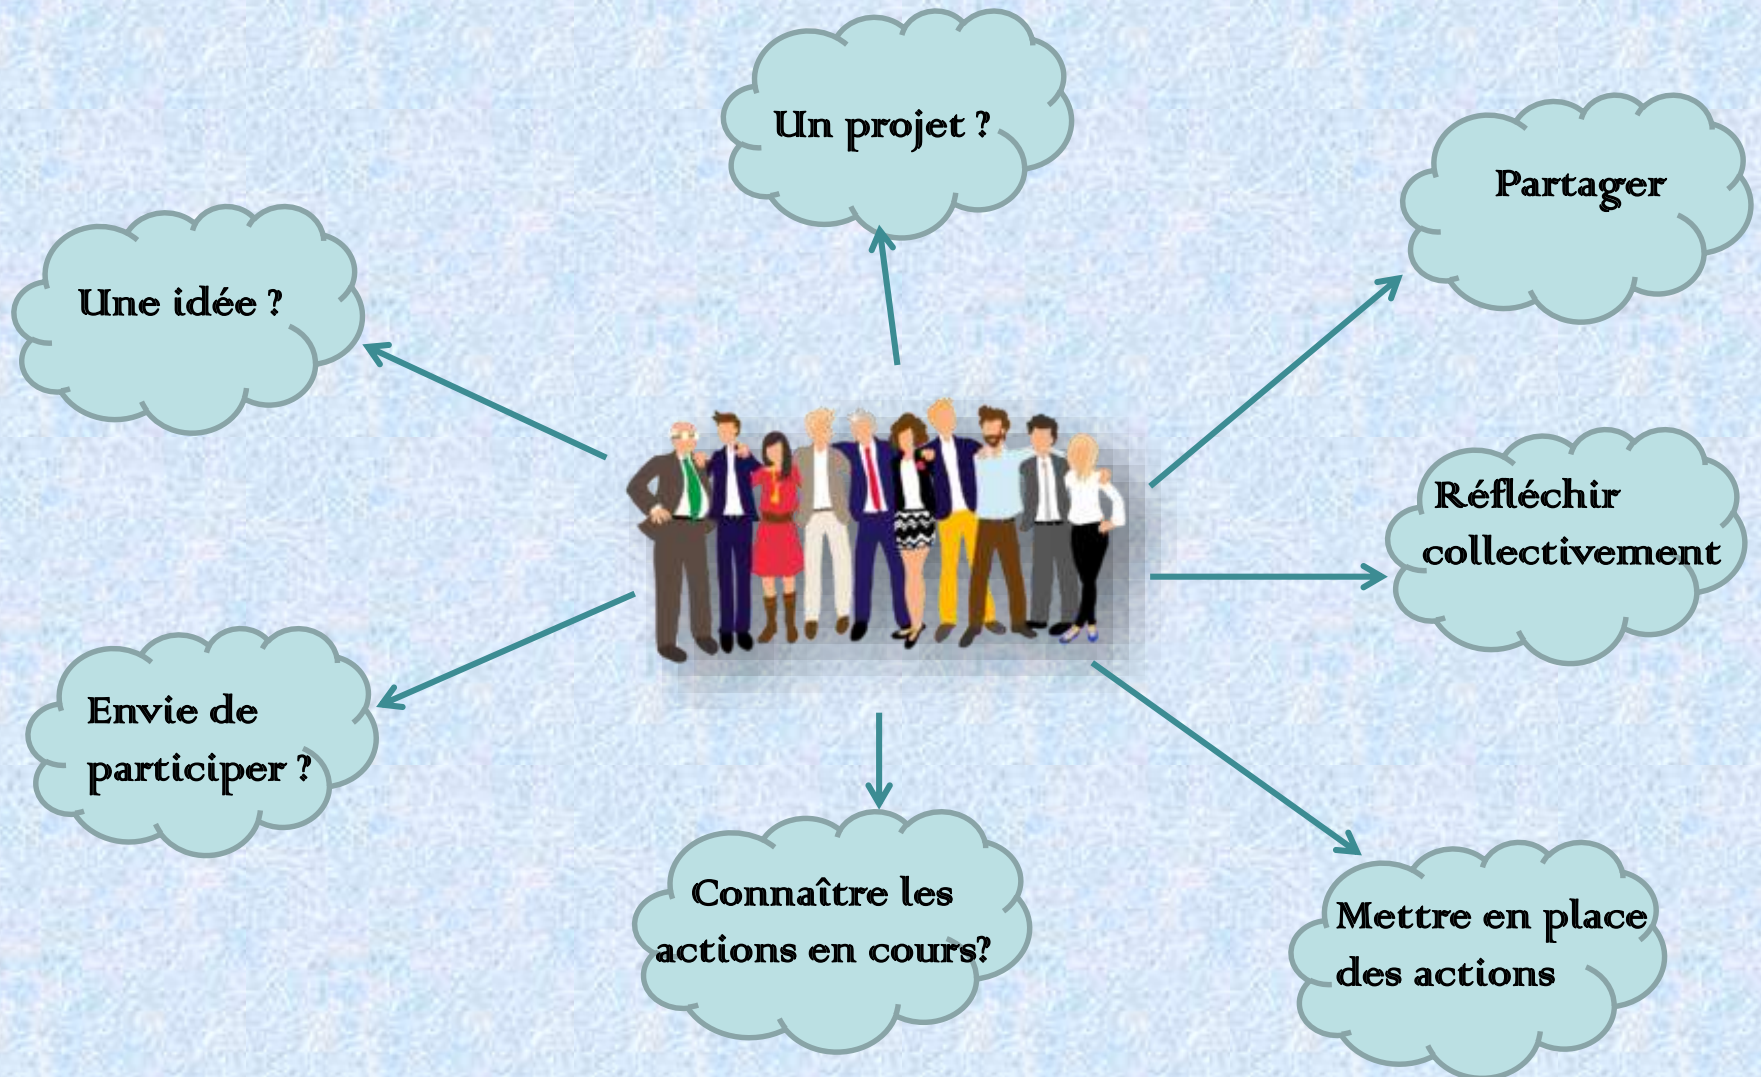 Un projet ?
Partager
Une idée ?
Réfléchir
collectivement
Envie de
participer ?
Connaître les
actions en cours?
Mettre en place
des actions